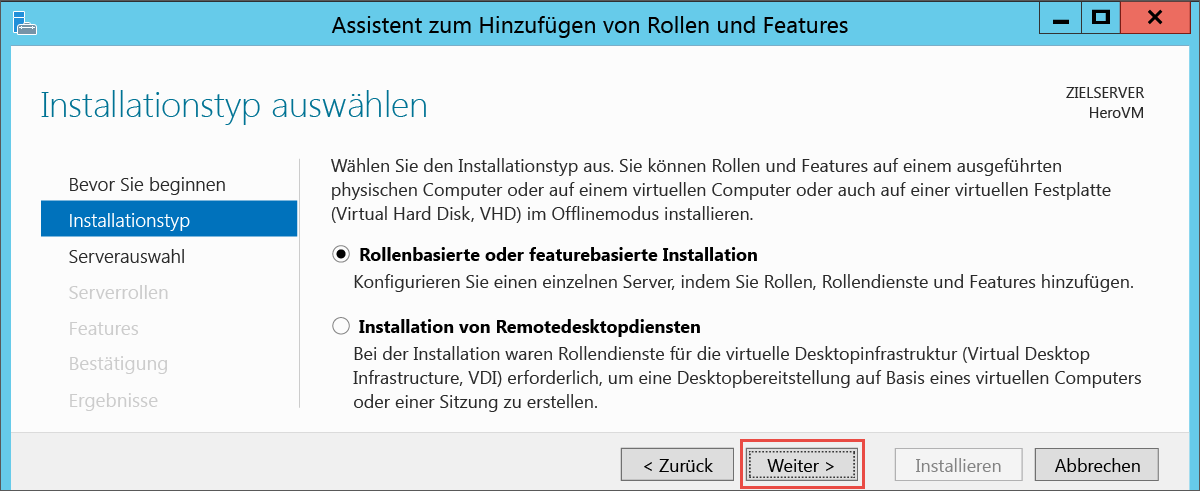 Assistent zum Hinzufügen von Rollen und Features
Installationstyp auswählen
ZIELSERVER
HeroVM
Bevor Sie beginnen
Installationstyp
Serverauswahl
Serverrollen
Features
Bestätigung
Ergebnisse
Wählen Sie den Installationstyp aus. Sie können Rollen und Features auf einem ausgeführten
physischen Computer oder auf einem virtuellen Computer oder auch auf einer virtuellen Festplatte
(Virtual Hard Disk, VHD) im Offlinemodus installieren.
Rollenbasierte oder featurebasierte Installation
Konfigurieren Sie einen einzelnen Server, indem Sie Rollen, Rollendienste und Features hinzufügen.
Installation von Remotedesktopdiensten
Bei der Installation waren Rollendienste für die virtuelle Desktopinfrastruktur (Virtual Desktop
Infrastructure, VDI) erforderlich, um eine Desktopbereitstellung auf Basis eines virtuellen Computers
oder einer Sitzung zu erstellen.
< Zurück
Weiter >
Installieren
Abbrechen